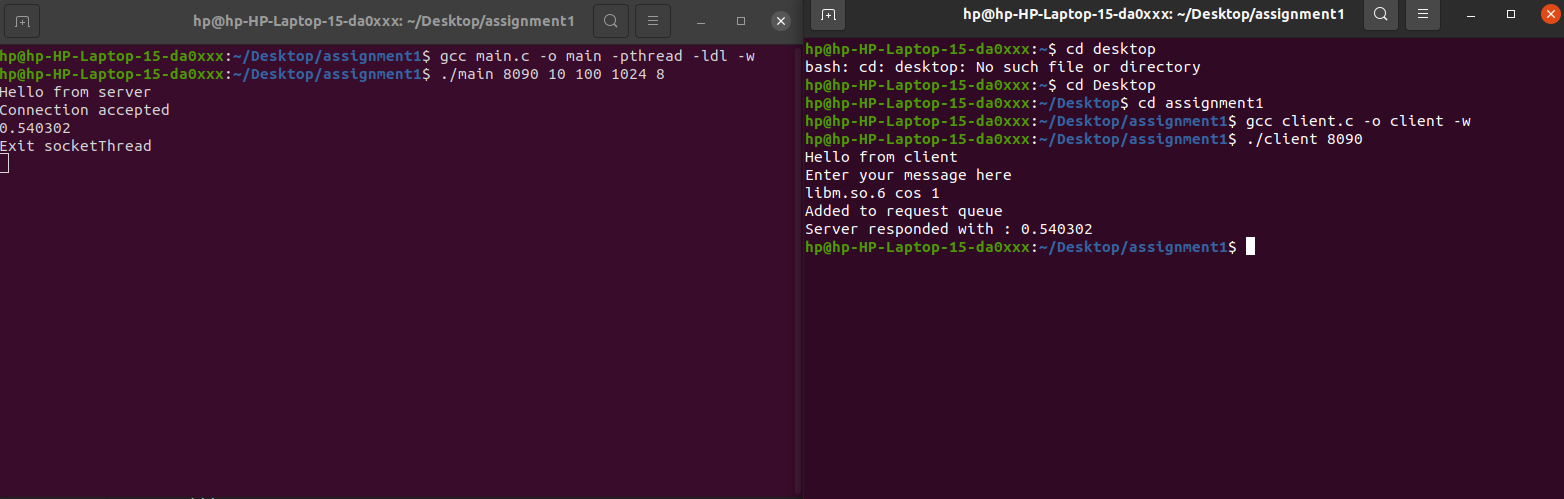 hp@hp-HP-Laptop-15-da0xxx: ~/Desktop/assignment1
hp@hp-HP-Laptop-15-da0xxx:~/Desktop/assignment1$ gcc main.c -o main -pthread -ldl -w
hp@hp-HP-Laptop-15-da0xxx:~/Desktop/assignment1$ ./main 8090 10 100 1024 8
Hello from server
Connection accepted
0.540302
Exit socketThread
hp@hp-HP-Laptop-15-da0xxx: ~/Desktop/assignment1
hp@hp-HP-Laptop-15-da0xxx:~$ cd desktop
bash: cd: desktop: No such file or directory
hp@hp-HP-Laptop-15-da0xxx:~$ cd Desktop
hp@hp-HP-Laptop-15-da0xxx:~/Desktop$ cd assignment1
hp@hp-HP-Laptop-15-da0xxx:~/Desktop/assignment1$ gcc client.c -o client -w
hp@hp-HP-Laptop-15-da0xxx:~/Desktop/assignment1$ ./client 8090
Hello from client
Enter your message here
libm.so.6 cos 1
Added to request queue
Server responded with : 0.540302
hp@hp-HP-Laptop-15-da0xxx:~/Desktop/assignment1$